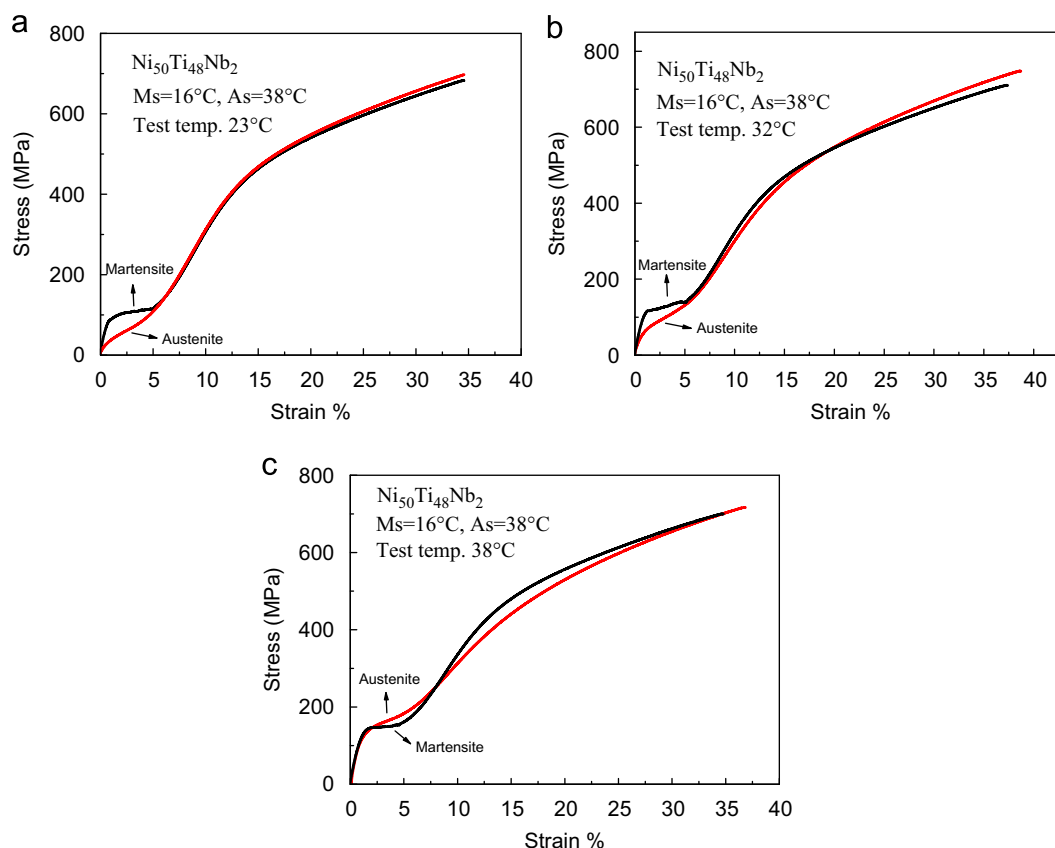 a
800
600
400
200
0
Stress (MPa)
Ni50Ti48Nb2
Ms=16°C, As=38°C
Test temp. 23°C
Martensite
Austenite
0 5 10 15 20 25 30 35 40
Strain %
b
800
600
400
200
0
Stress (MPa)
Ni50Ti48Nb2
Ms=16°C, As=38°C
Test temp. 32°C
Martensite
Austenite
0 5 10 15 20 25 30 35 40
Strain %
c
800
600
400
200
0
Stress (MPa)
Ni50Ti48Nb2
Ms=16°C, As=38°C
Test temp. 38°C
Austenite
Martensite
0 5 10 15 20 25 30 35 40
Strain %